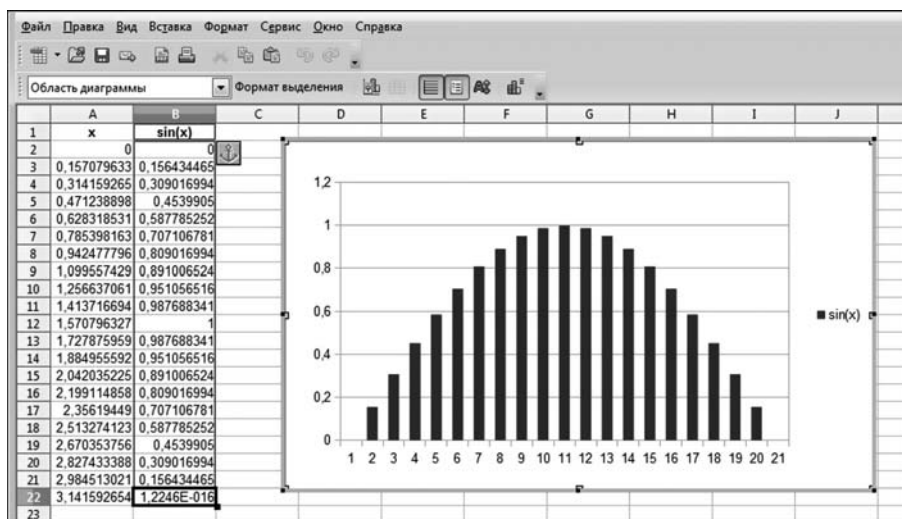 Файл Правка Вид Вставка Формат Сервис Окно Справка
Область диаграммы Формат выделения
A B C D E F G H I J
1 x sin(x)
2 0 0
3 0,157079633 0,156434465
4 0,314159265 0,309016994
5 0,471238898 0,4539905
6 0,628318531 0,587785252
7 0,785398163 0,707106781
8 0,942477796 0,809016994
9 1,099557429 0,891006524
10 1,256637061 0,951056516
11 1,413716694 0,987688341
12 1,570796327 1
13 1,727875959 0,987688341
14 1,884955592 0,951056516
15 2,042035225 0,891006524
16 2,199114858 0,809016994
17 2,35619449 0,707106781
18 2,513274123 0,587785252
19 2,670353756 0,4539905
20 2,827433388 0,309016994
21 2,984513021 0,156434465
22 3,141592654 1,2246E-016
23
1,2
1
0,8
0,6
0,4
0,2
0
1 2 3 4 5 6 7 8 9 10 11 12 13 14 15 16 17 18 19 20 21
sin(x)